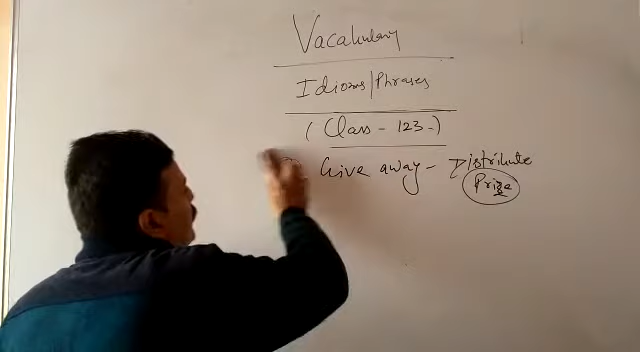 Vacabulary
Idioms/Phrases
(Class - 123-)
Give away - Distribute
Prize